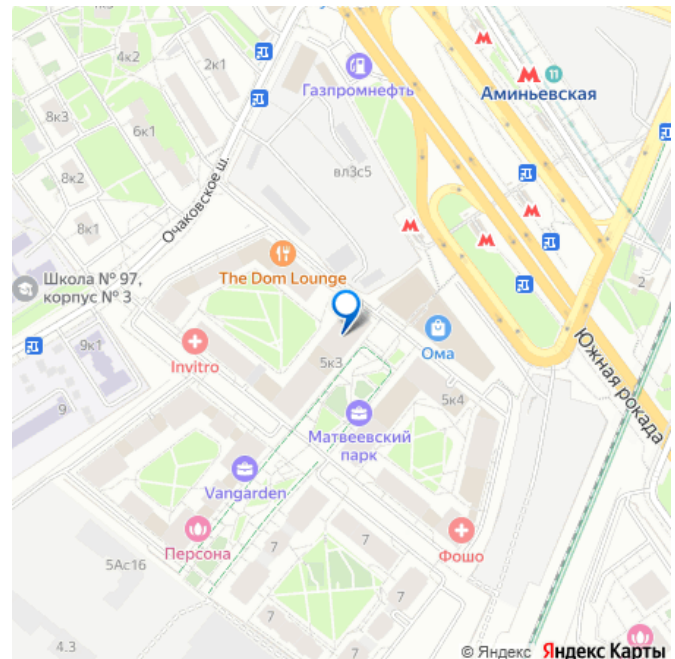 4к2
2к1
Газпромнефть
11
Аминьевская
8к3
6к1
вл3с5
8к2
8к1
Очаковское ш.
The Dom Lounge
Школа № 97,
корпус № 3
2
Invitro
5к3
Ома
9к1
9
5к4
Южная рокада
Матвеевский
парк
Vangarden
Персона
7
7
Фошо
5Ас16
7
7
4.3
© Яндекс Яндекс Карты